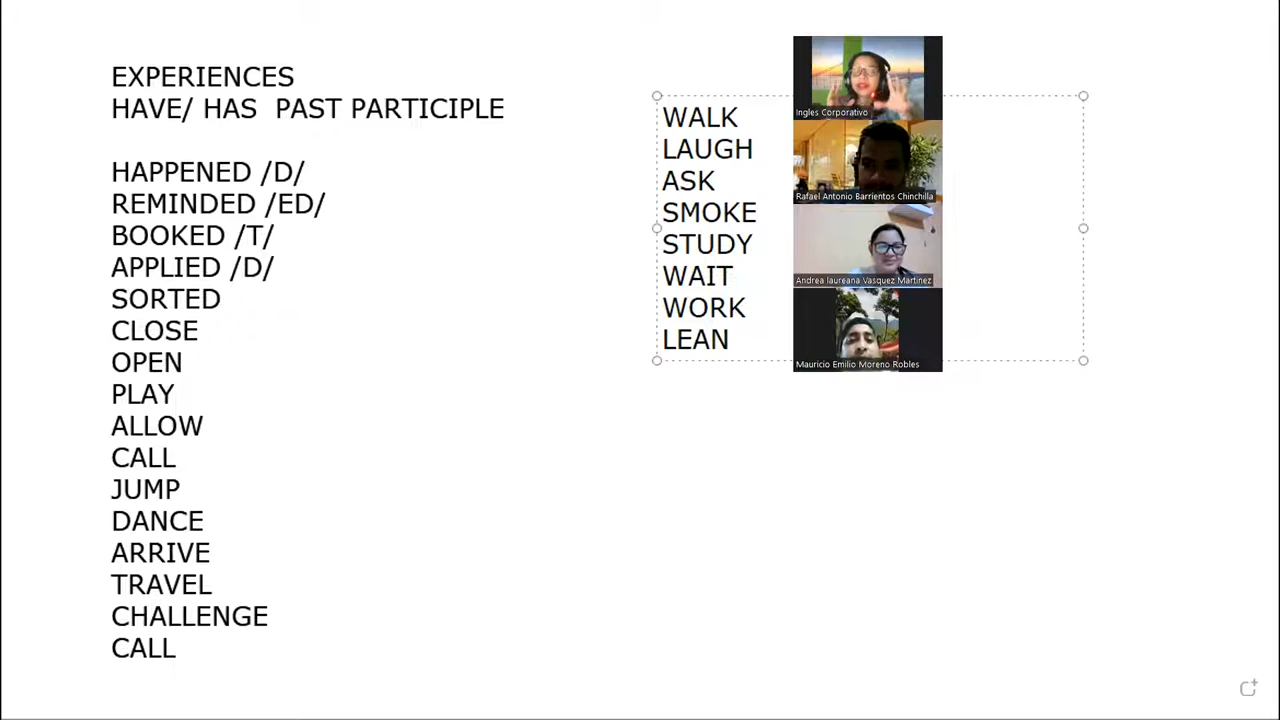 EXPERIENCES
HAVE/ HAS  PAST PARTICIPLE
HAPPENED /D/
REMINDED /ED/
BOOKED /T/
APPLIED /D/
SORTED
CLOSE
OPEN
PLAY
ALLOW
CALL
JUMP
DANCE
ARRIVE
TRAVEL
CHALLENGE
CALL
WALK
LAUGH
ASK
SMOKE
STUDY
WAIT
WORK
LEAN
Ingles Corporativo
Rafael Antonio Barrientos Chinchilla
Andrea laureana Vasquez Martinez
Mauricio Emilio Moreno Robles